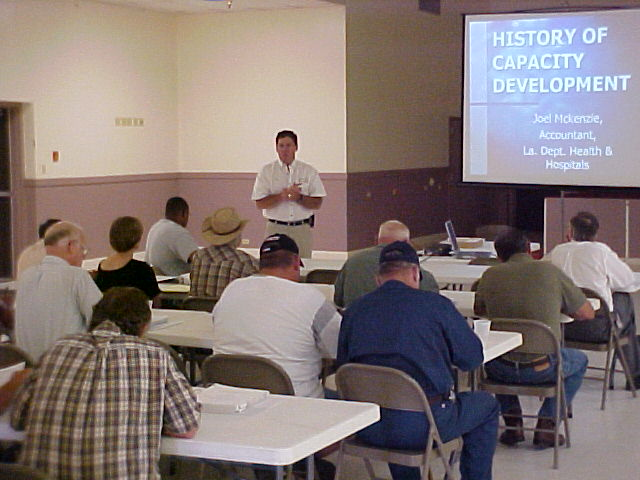 HISTORY OF
CAPACITY
DEVELOPMENT
Joel Mckenzie,
Accountant,
La. Dept. Health &
Hospitals